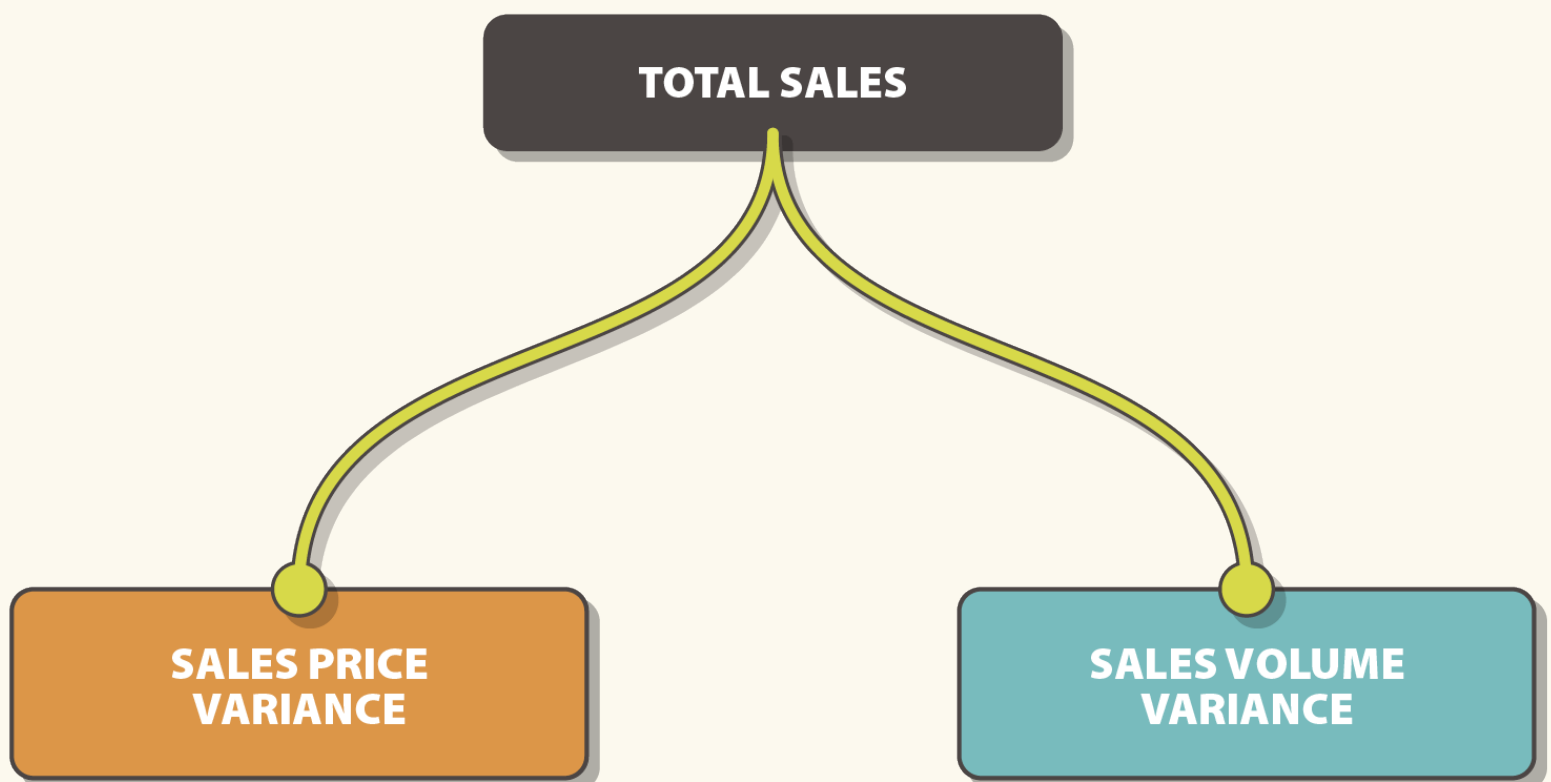 TOTAL SALES
SALES PRICE
VARIANCE
SALES VOLUME
VARIANCE